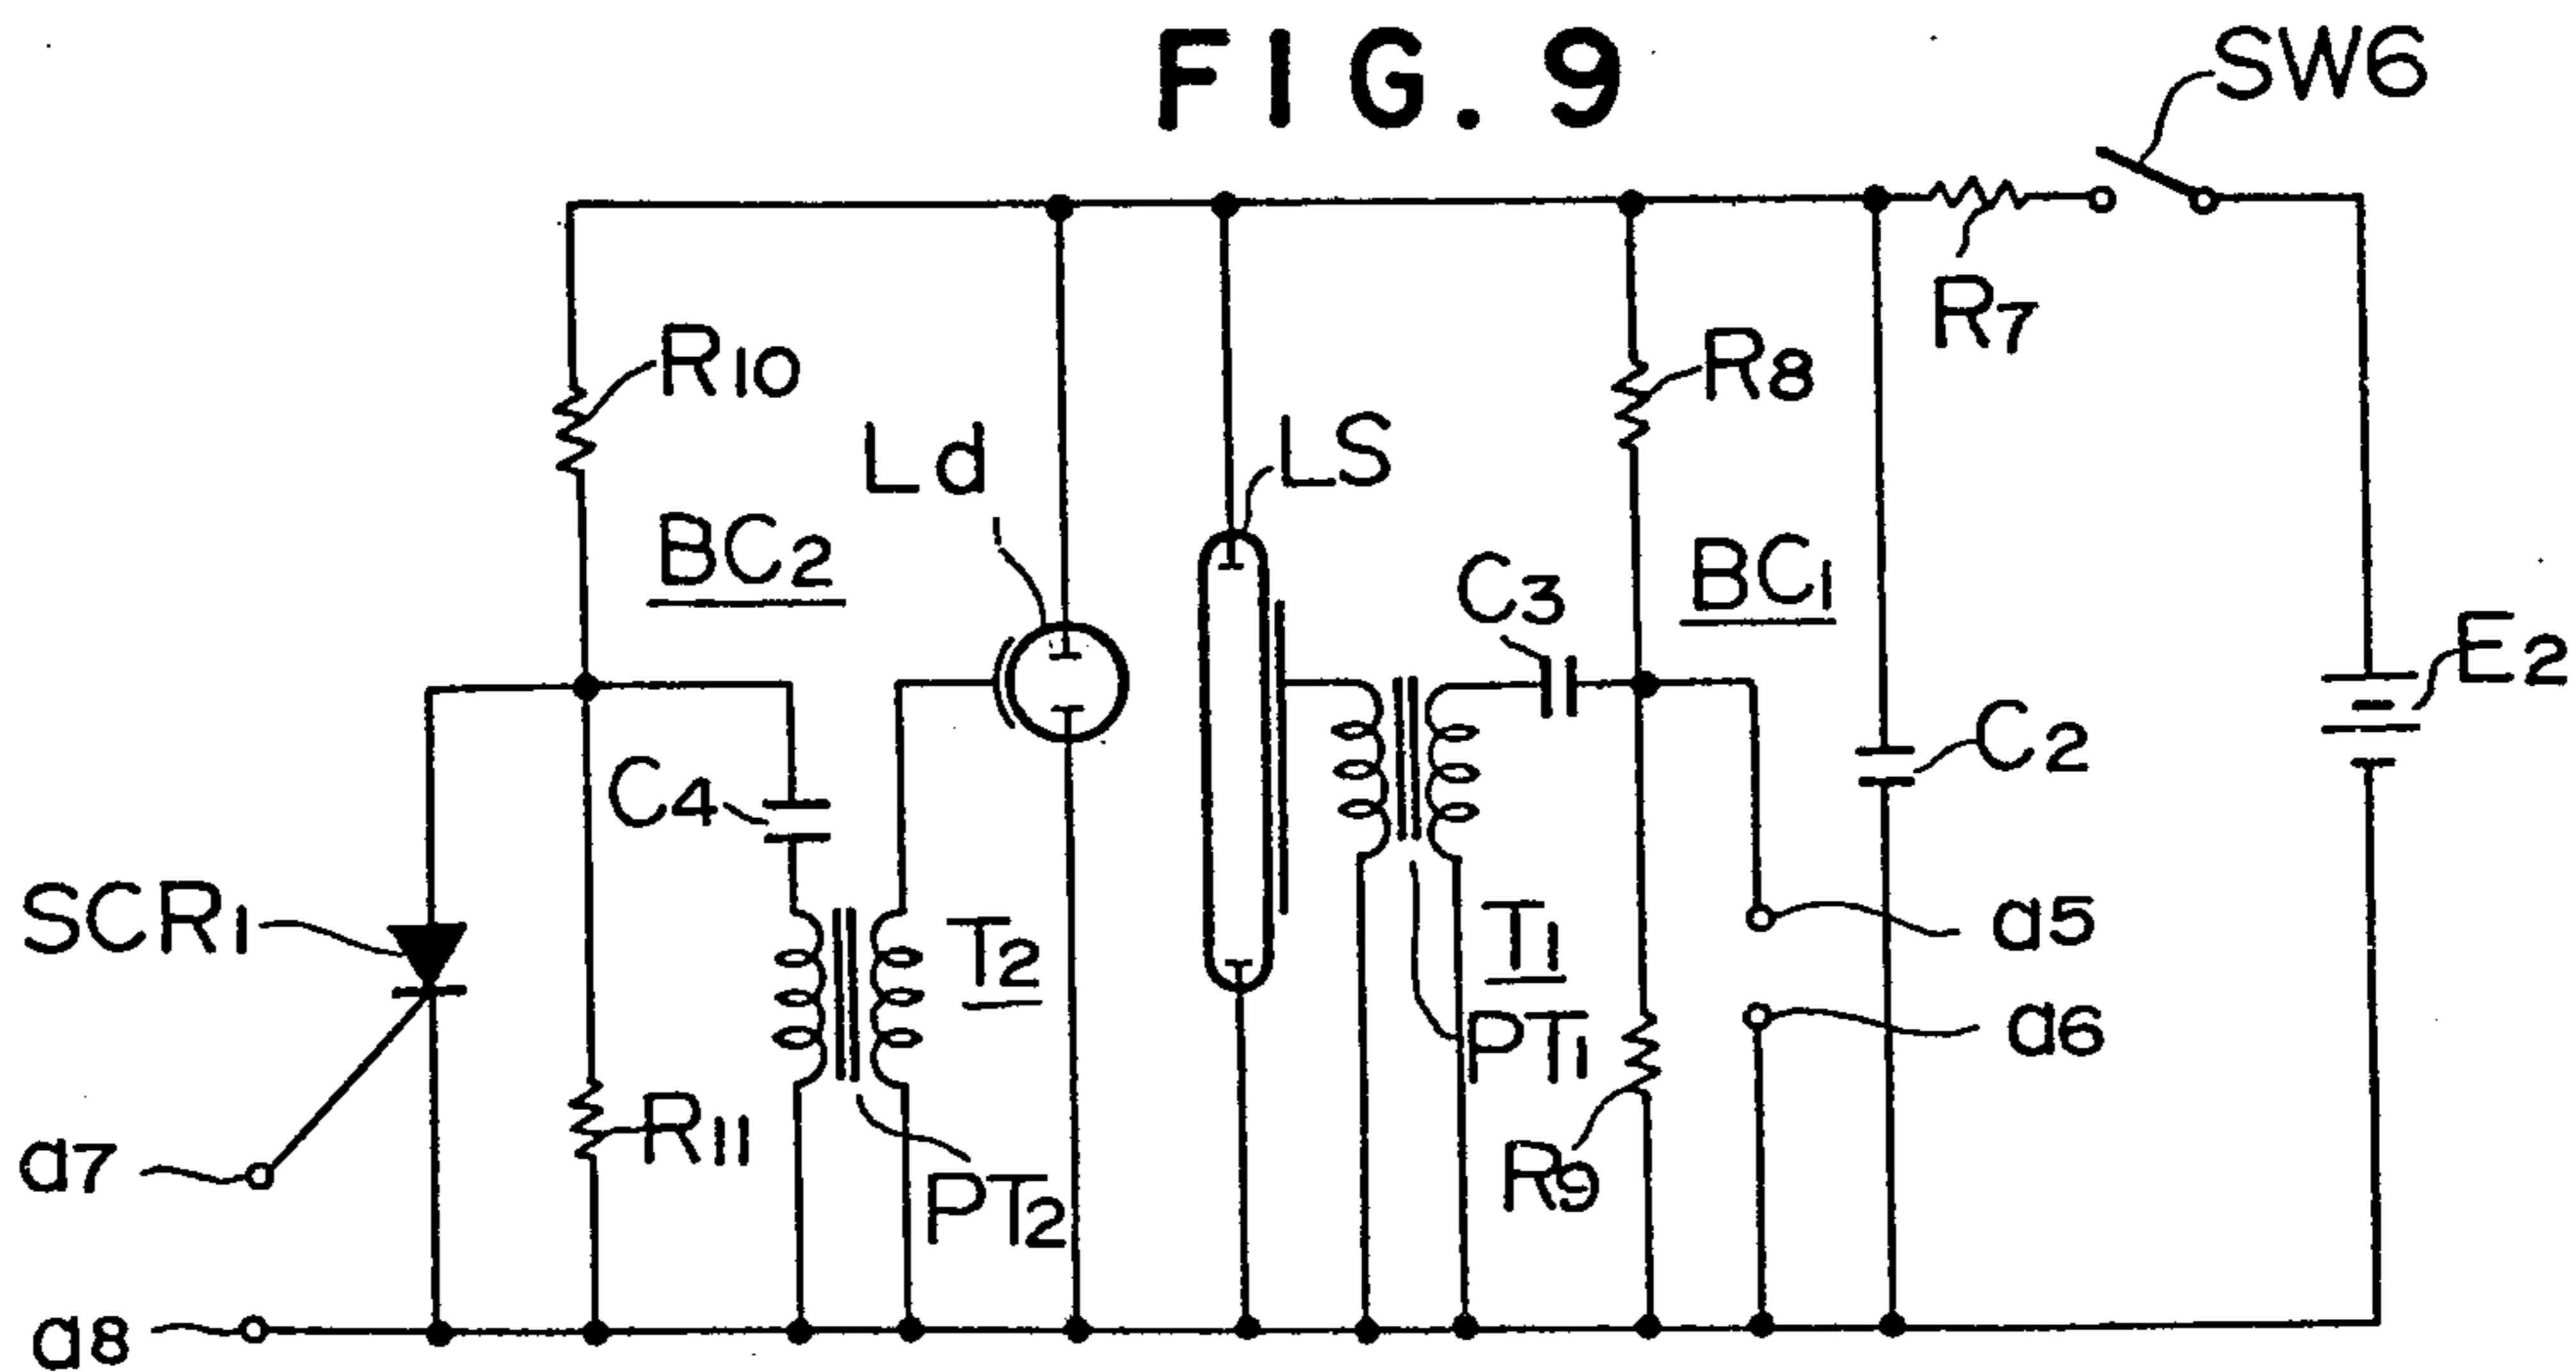 FIG. 9
SW6
R7
R10
R8
Ld
LS
BC2
C3
BC1
E2
C4
C2
SCR1
T2
T1
a5
PT1
a6
a7
R11
PT2
R9
a8